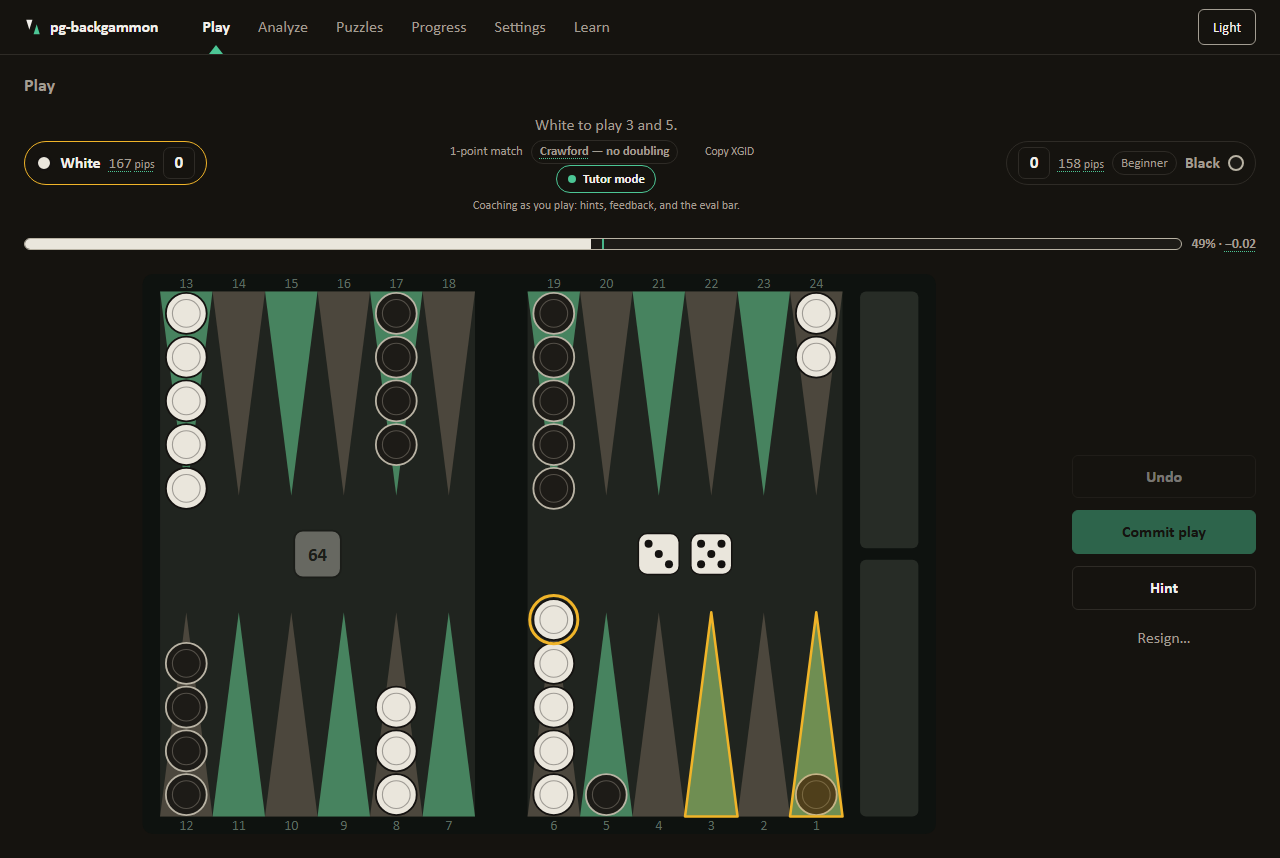 pg-backgammon Play Analyze Puzzles Progress Settings Learn Light
Play
White to play 3 and 5.
White 167 pips 0
1-point match Crawford — no doubling Copy XGID
0 158 pips Beginner Black
Tutor mode
Coaching as you play: hints, feedback, and the eval bar.
49% · −0.02
13 14 15 16 17 18 19 20 21 22 23 24
64
Undo
Commit play
Hint
Resign...
12 11 10 9 8 7 6 5 4 3 2 1